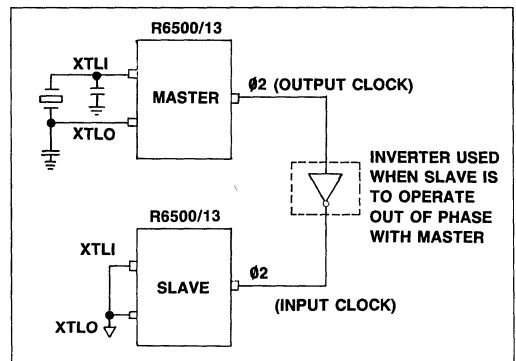 R6500/13
XTLI
MASTER
Ø2 (OUTPUT CLOCK)
XTLO
INVERTER USED
WHEN SLAVE IS
TO OPERATE
OUT OF PHASE
WITH MASTER
R6500/13
XTLI
SLAVE
Ø2
(INPUT CLOCK)
XTLO